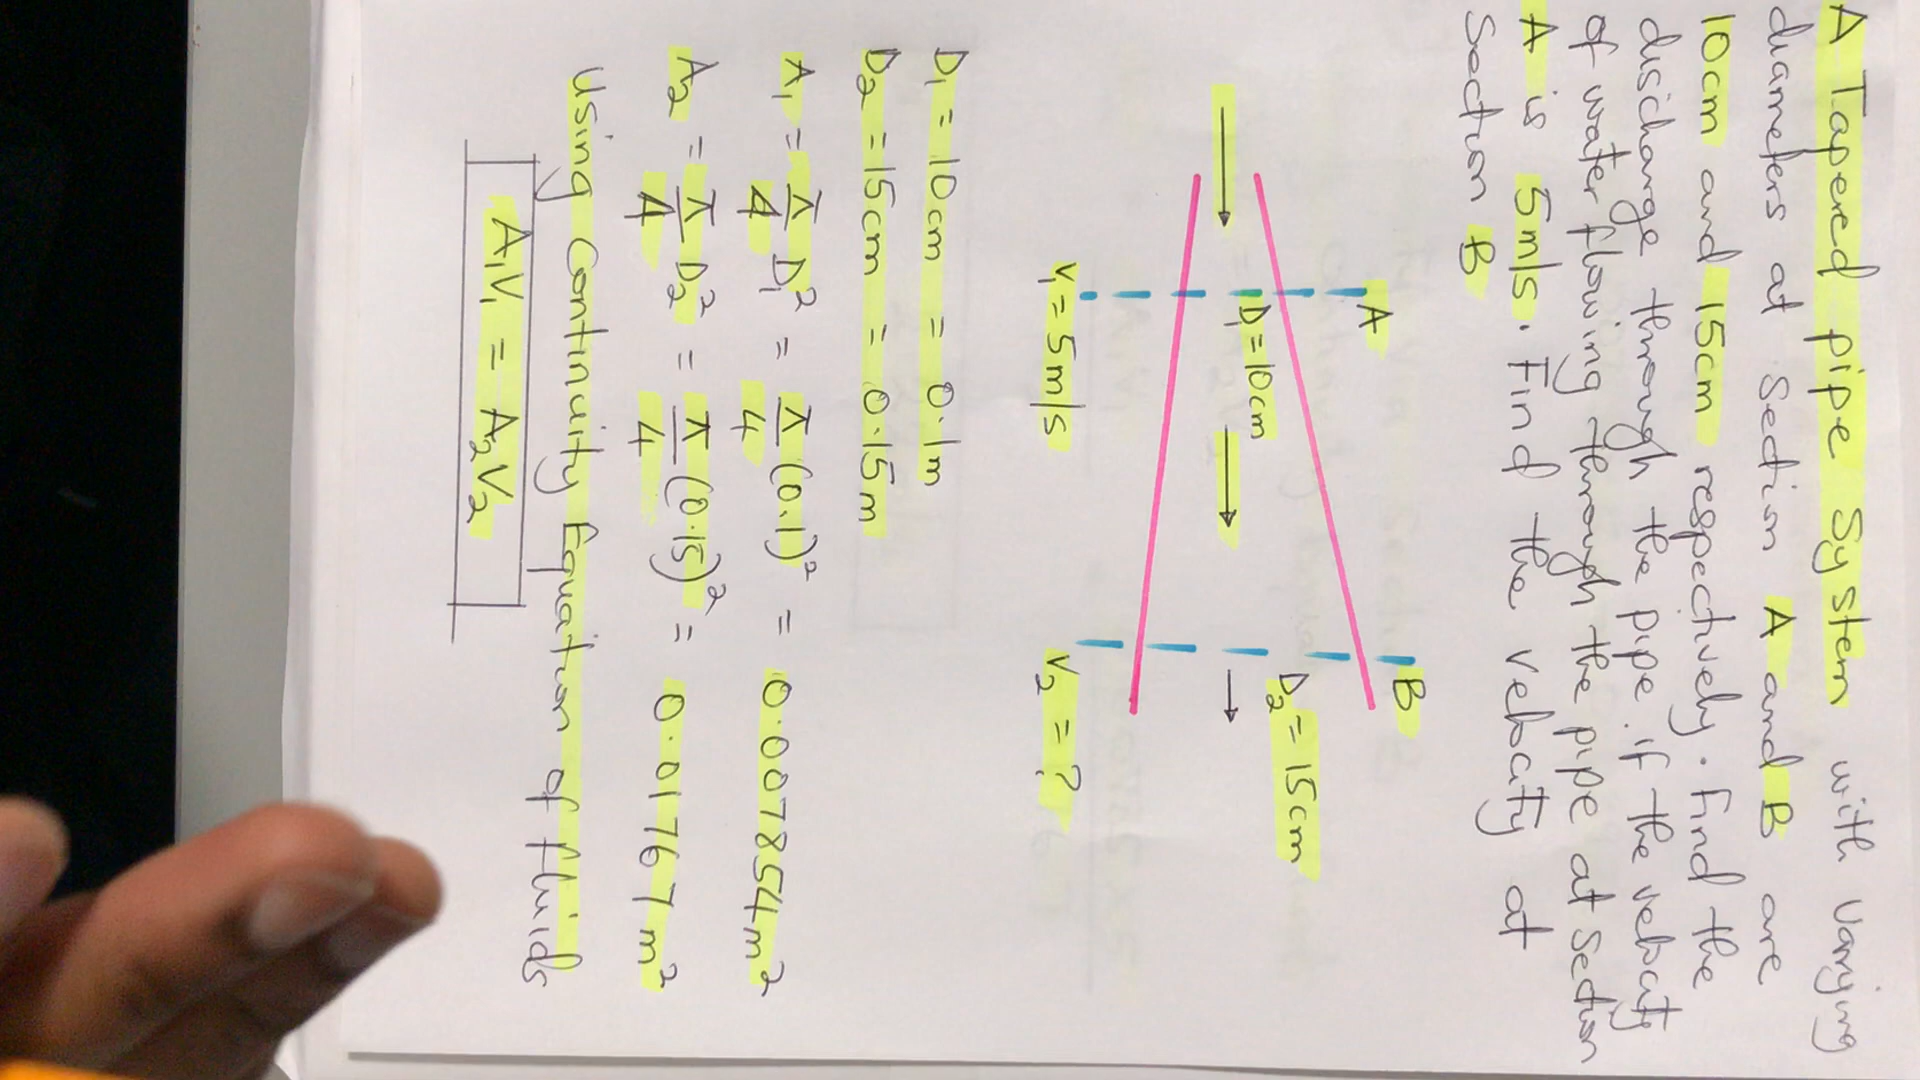 A Tapered pipe System with varying
diameters at Section A and B are
10cm and 15cm respectively. find the
discharge through the pipe. if the velocity
of water flowing through the pipe at section
A is 5m/s. Find the velocity at
Section B
A
B
D₁ = 10cm
D₂ = 15cm
V₁ = 5m/s
V₂ = ?
D₁ = 10cm = 0.1m
D₂ = 15cm = 0.15m
A₁ = π/4 D₁² = π/4 (0.1)² = 0.007854m²
A₂ = π/4 D₂² = π/4 (0.15)² = 0.01767m²
Using Continuity Equation of fluids
A₁V₁ = A₂V₂